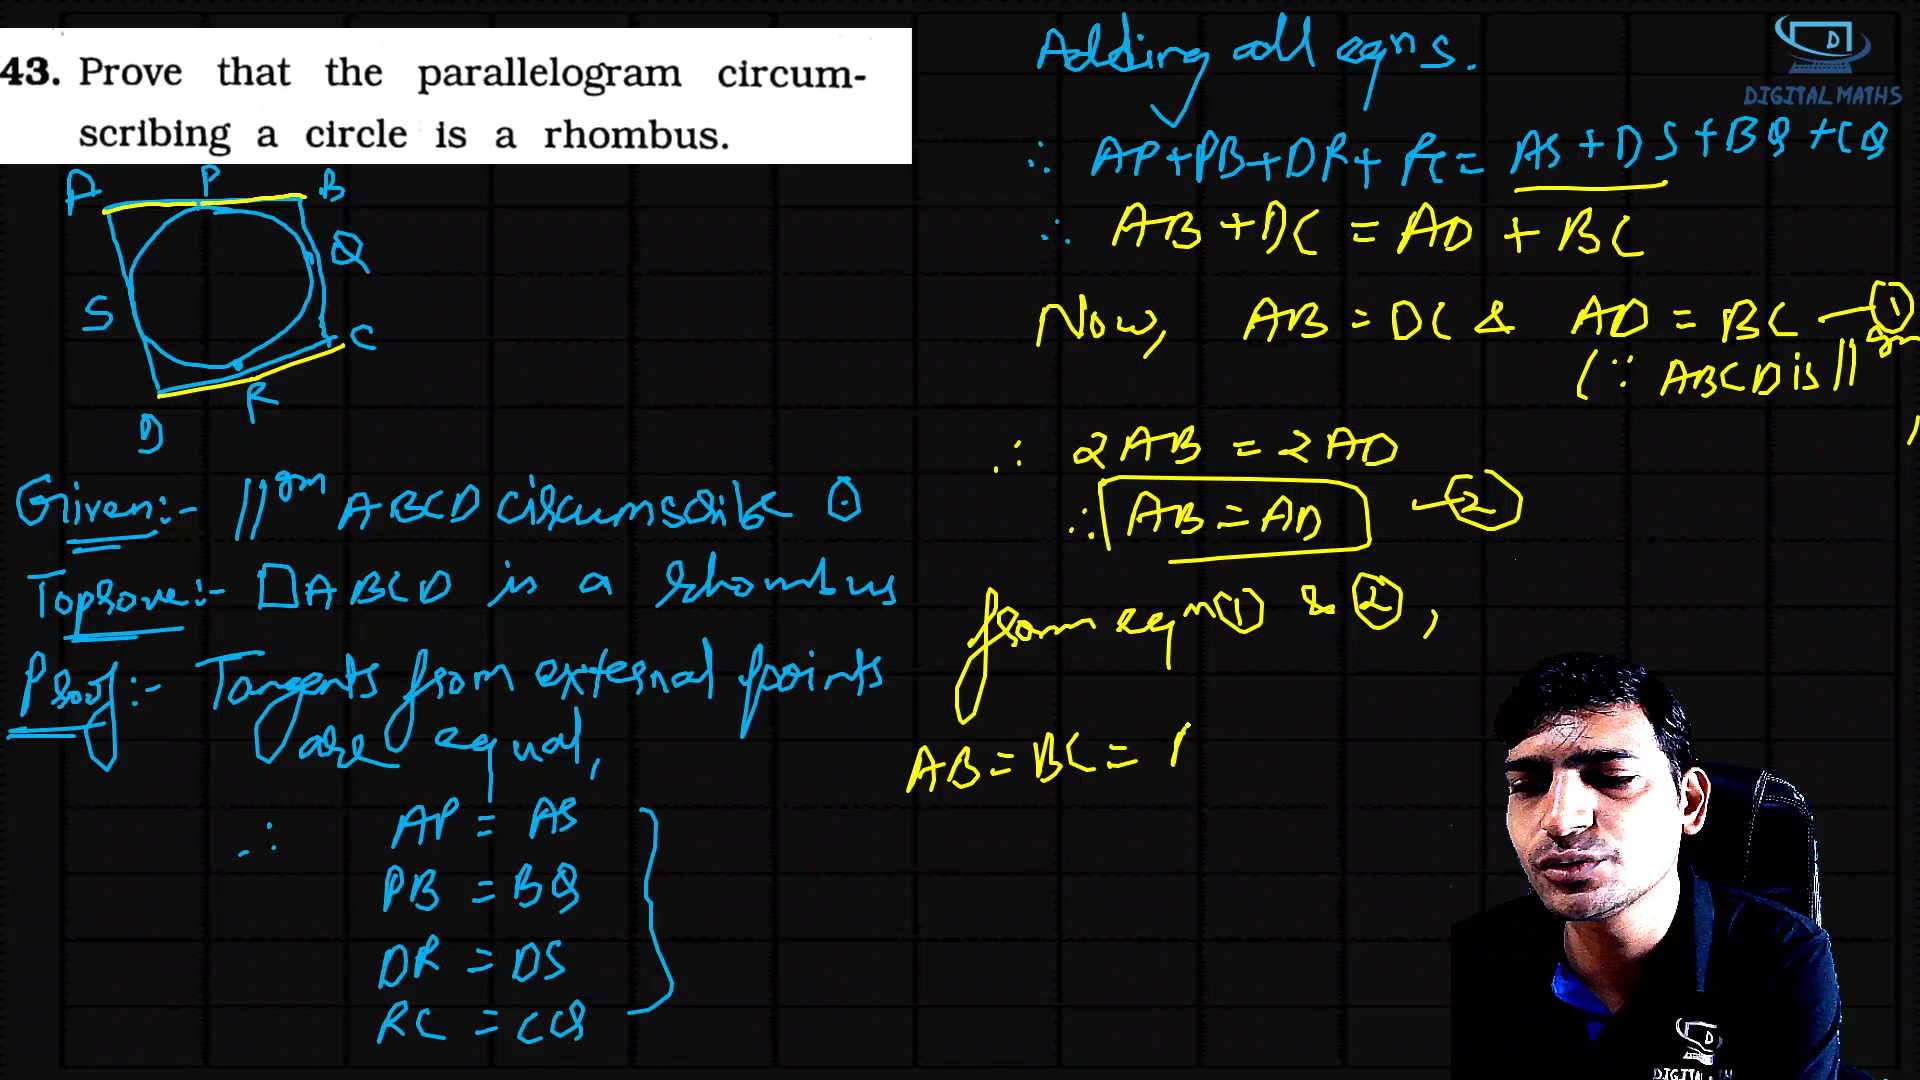 43. Prove that the parallelogram circum-
scribing a circle is a rhombus.
A P B
Q
S
C
R
D
Given:- ||gm ABCD circumscribe ⊙
To prove:- □ABCD is a rhombus
Proof:- Tangents from external points
are equal,
∴ AP = AS
PB = BQ
DR = DS
RC = CQ
Adding all eqns.
∴ AP+PB+DR+RC = AS+DS+BQ+CQ
∴ AB+DC = AD + BC
Now, AB = DC & AD = BC —①
(∵ ABCD is ||gm
∴ 2AB = 2AD
∴ AB = AD —②
from eqn ① & ②,
AB = BC =
DIGITAL MATHS
D
D